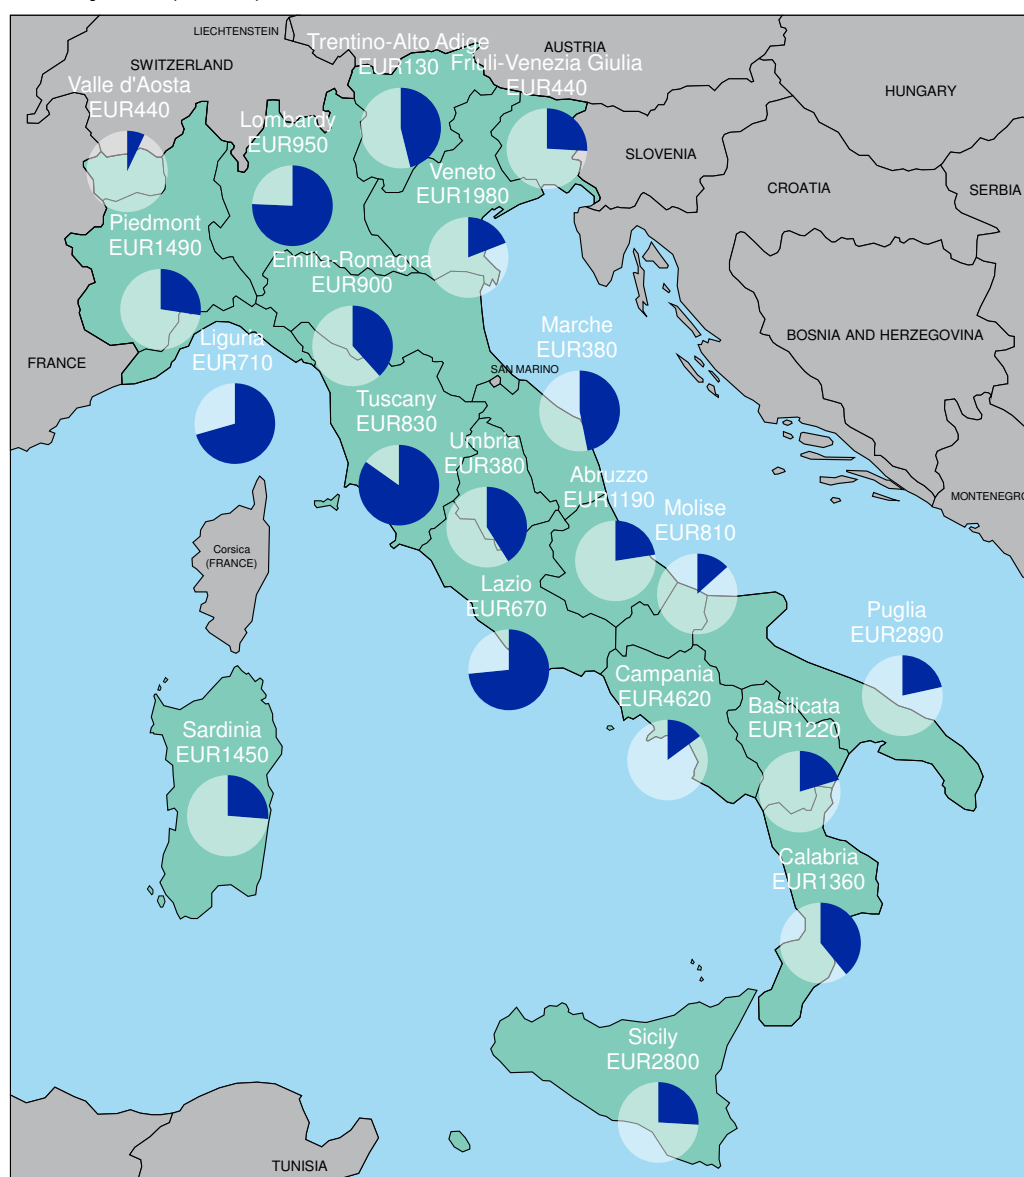 LIECHTENSTEIN
Trentino-Alto Adige
EUR130
AUSTRIA
SWITZERLAND
Friuli-Venezia Giulia
EUR440
Valle d'Aosta
EUR440
HUNGARY
Lombardy
EUR950
SLOVENIA
Veneto
EUR1980
CROATIA
SERBIA
Piedmont
EUR1490
Emilia-Romagna
EUR900
Marche
EUR380
BOSNIA AND HERZEGOVINA
Liguria
EUR710
FRANCE
SAN MARINO
Tuscany
EUR830
Umbria
EUR380
Abruzzo
EUR1190
Molise
EUR810
MONTENEGRO
Corsica
(FRANCE)
Lazio
EUR670
Puglia
EUR2890
Campania
EUR4620
Basilicata
EUR1220
Sardinia
EUR1450
Calabria
EUR1360
Sicily
EUR2800
TUNISIA